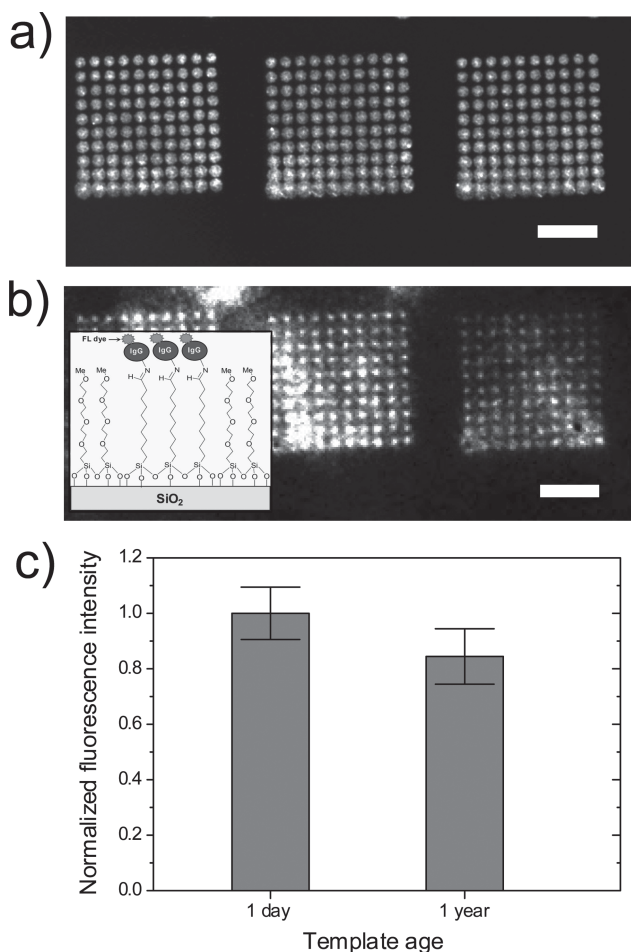 a)
b)
FL dye
IgG IgG IgG
Me Me Me Me
H N H N H N
O O O O
O O O O
O O O O
Si Si Si Si Si Si Si
O O O O O O O O O O O O O O O
SiO₂
c)
Normalized fluorescence intensity
1.2
1.0
0.8
0.6
0.4
0.2
0.0
1 day 1 year
Template age